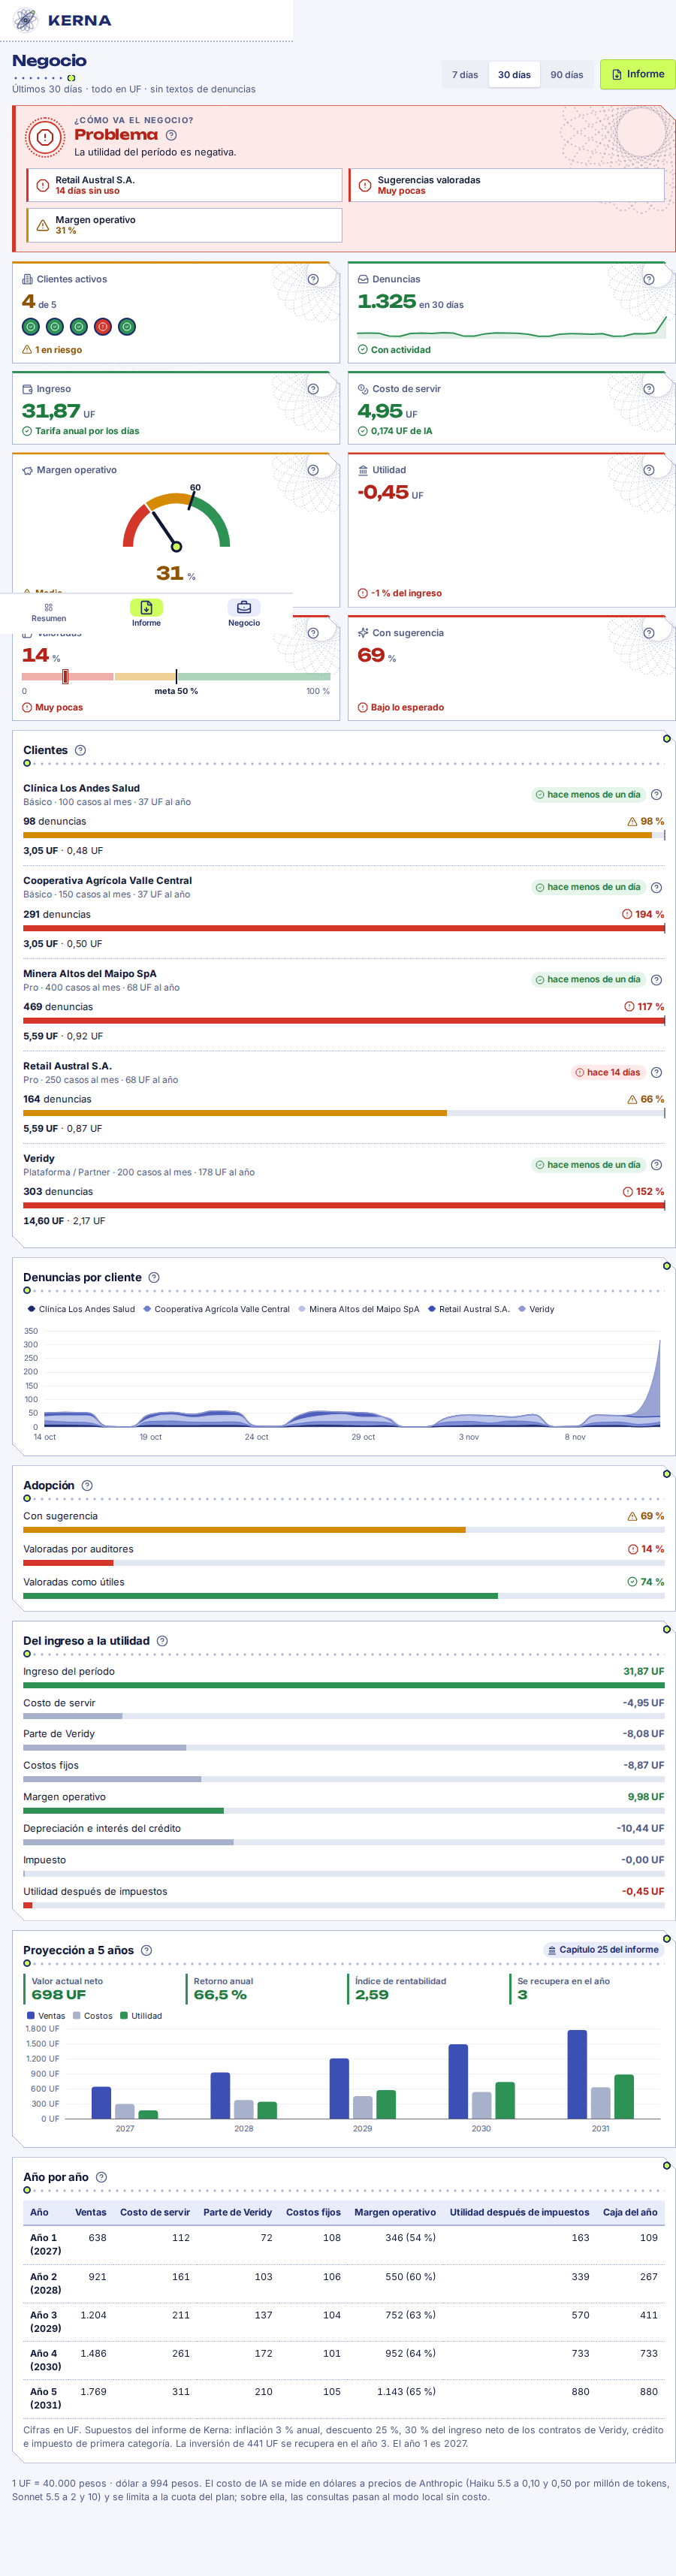 KERNA
Negocio
Últimos 30 días · todo en UF · sin textos de denuncias
7 días
30 días
90 días
Informe
¿CÓMO VA EL NEGOCIO?
Problema
La utilidad del período es negativa.
Retail Austral S.A.
14 días sin uso
Sugerencias valoradas
Muy pocas
Margen operativo
31 %
Clientes activos
4 de 5
1 en riesgo
Denuncias
1.325 en 30 días
Con actividad
Ingreso
31,87 UF
Tarifa anual por los días
Costo de servir
4,95 UF
0,174 UF de IA
Margen operativo
60
31 %
Utilidad
-0,45 UF
-1 % del ingreso
Resumen
Informe
Negocio
Valoradas
14 %
0
meta 50 %
100 %
Muy pocas
Con sugerencia
69 %
Bajo lo esperado
Clientes
Clínica Los Andes Salud
Básico · 100 casos al mes · 37 UF al año
hace menos de un día
98 denuncias
98 %
3,05 UF · 0,48 UF
Cooperativa Agrícola Valle Central
Básico · 150 casos al mes · 37 UF al año
hace menos de un día
291 denuncias
194 %
3,05 UF · 0,50 UF
Minera Altos del Maipo SpA
Pro · 400 casos al mes · 68 UF al año
hace menos de un día
469 denuncias
117 %
5,59 UF · 0,92 UF
Retail Austral S.A.
Pro · 250 casos al mes · 68 UF al año
hace 14 días
164 denuncias
66 %
5,59 UF · 0,87 UF
Veridy
Plataforma / Partner · 200 casos al mes · 178 UF al año
hace menos de un día
303 denuncias
152 %
14,60 UF · 2,17 UF
Denuncias por cliente
Clínica Los Andes Salud
Cooperativa Agrícola Valle Central
Minera Altos del Maipo SpA
Retail Austral S.A.
Veridy
350
300
250
200
150
100
50
0
14 oct
19 oct
24 oct
29 oct
3 nov
8 nov
Adopción
Con sugerencia
69 %
Valoradas por auditores
14 %
Valoradas como útiles
74 %
Del ingreso a la utilidad
Ingreso del período
31,87 UF
Costo de servir
-4,95 UF
Parte de Veridy
-8,08 UF
Costos fijos
-8,87 UF
Margen operativo
9,98 UF
Depreciación e interés del crédito
-10,44 UF
Impuesto
-0,00 UF
Utilidad después de impuestos
-0,45 UF
Proyección a 5 años
Capítulo 25 del informe
Valor actual neto
698 UF
Retorno anual
66,5 %
Índice de rentabilidad
2,59
Se recupera en el año
3
Ventas
Costos
Utilidad
1.800 UF
1.500 UF
1.200 UF
900 UF
600 UF
300 UF
0 UF
2027
2028
2029
2030
2031
Año por año
Año Ventas Costo de servir Parte de Veridy Costos fijos Margen operativo Utilidad después de impuestos Caja del año
Año 1 (2027) 638 112 72 108 346 (54 %) 163 109
Año 2 (2028) 921 161 103 106 550 (60 %) 339 267
Año 3 (2029) 1.204 211 137 104 752 (63 %) 570 411
Año 4 (2030) 1.486 261 172 101 952 (64 %) 733 733
Año 5 (2031) 1.769 311 210 105 1.143 (65 %) 880 880
Cifras en UF. Supuestos del informe de Kerna: inflación 3 % anual, descuento 25 %, 30 % del ingreso neto de los contratos de Veridy, crédito
e impuesto de primera categoría. La inversión de 441 UF se recupera en el año 3. El año 1 es 2027.
1 UF = 40.000 pesos · dólar a 994 pesos. El costo de IA se mide en dólares a precios de Anthropic (Haiku 5.5 a 0,10 y 0,50 por millón de tokens,
Sonnet 5.5 a 2 y 10) y se limita a la cuota del plan; sobre ella, las consultas pasan al modo local sin costo.